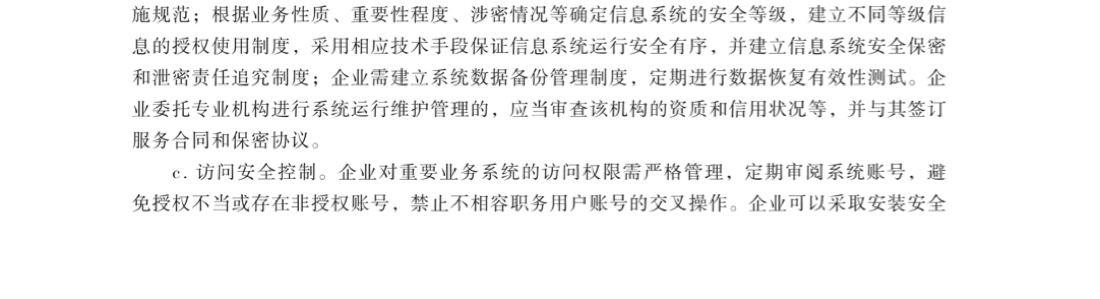 施规范；根据业务性质、重要性程度、涉密情况等确定信息系统的安全等级，建立不同等级信
息的授权使用制度，采用相应技术手段保证信息系统运行安全有序，并建立信息系统安全保密
和泄密责任追究制度；企业需建立系统数据备份管理制度，定期进行数据恢复有效性测试。企
业委托专业机构进行系统运行维护管理的，应当审查该机构的资质和信用状况等，并与其签订
服务合同和保密协议。
c. 访问安全控制。企业对重要业务系统的访问权限需严格管理，定期审阅系统账号，避
免授权不当或存在非授权账号，禁止不相容职务用户账号的交叉操作。企业可以采取安装安全